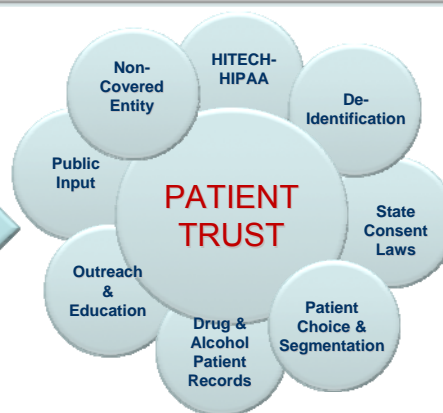 HITECH-
HIPAA
De-
Identification
State
Consent
Laws
Patient
Choice &
Segmentation
Drug &
Alcohol
Patient
Records
Outreach
&
Education
Public
Input
Non-
Covered
Entity
PATIENT
TRUST